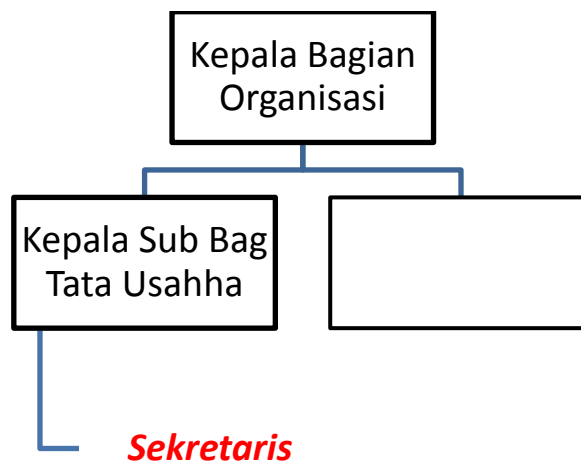 Kepala Bagian
Organisasi
Kepala Sub Bag
Tata Usahha
Sekretaris